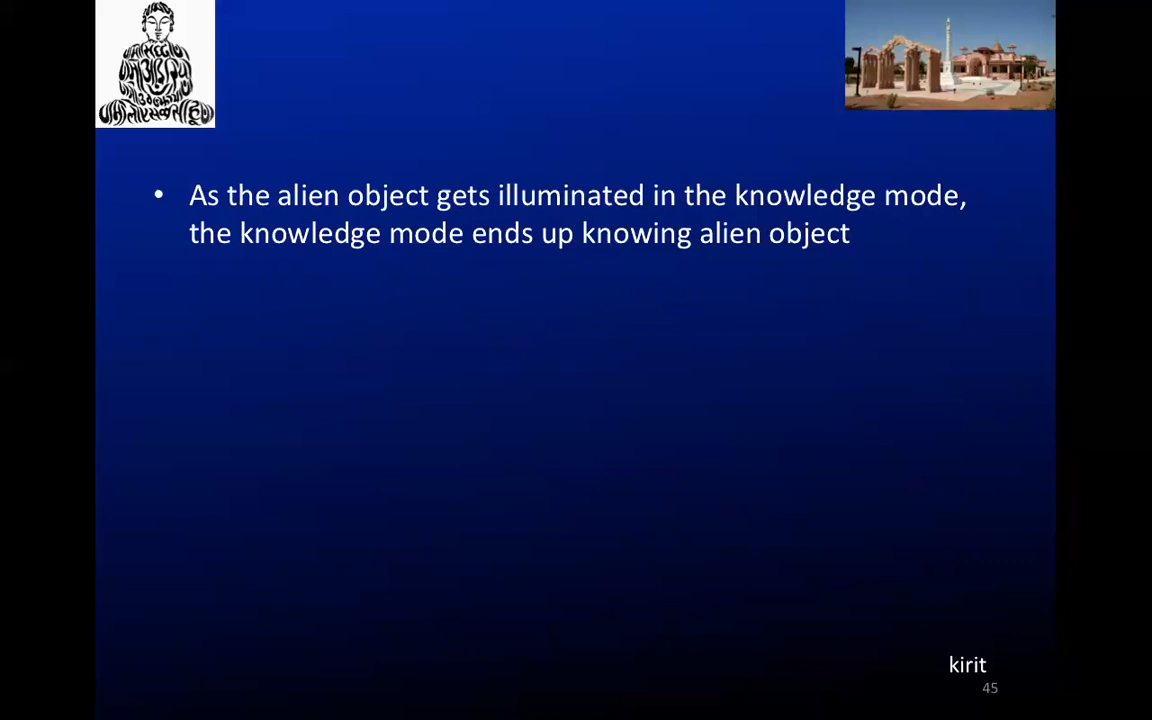 • As the alien object gets illuminated in the knowledge mode,
the knowledge mode ends up knowing alien object
kirit
45